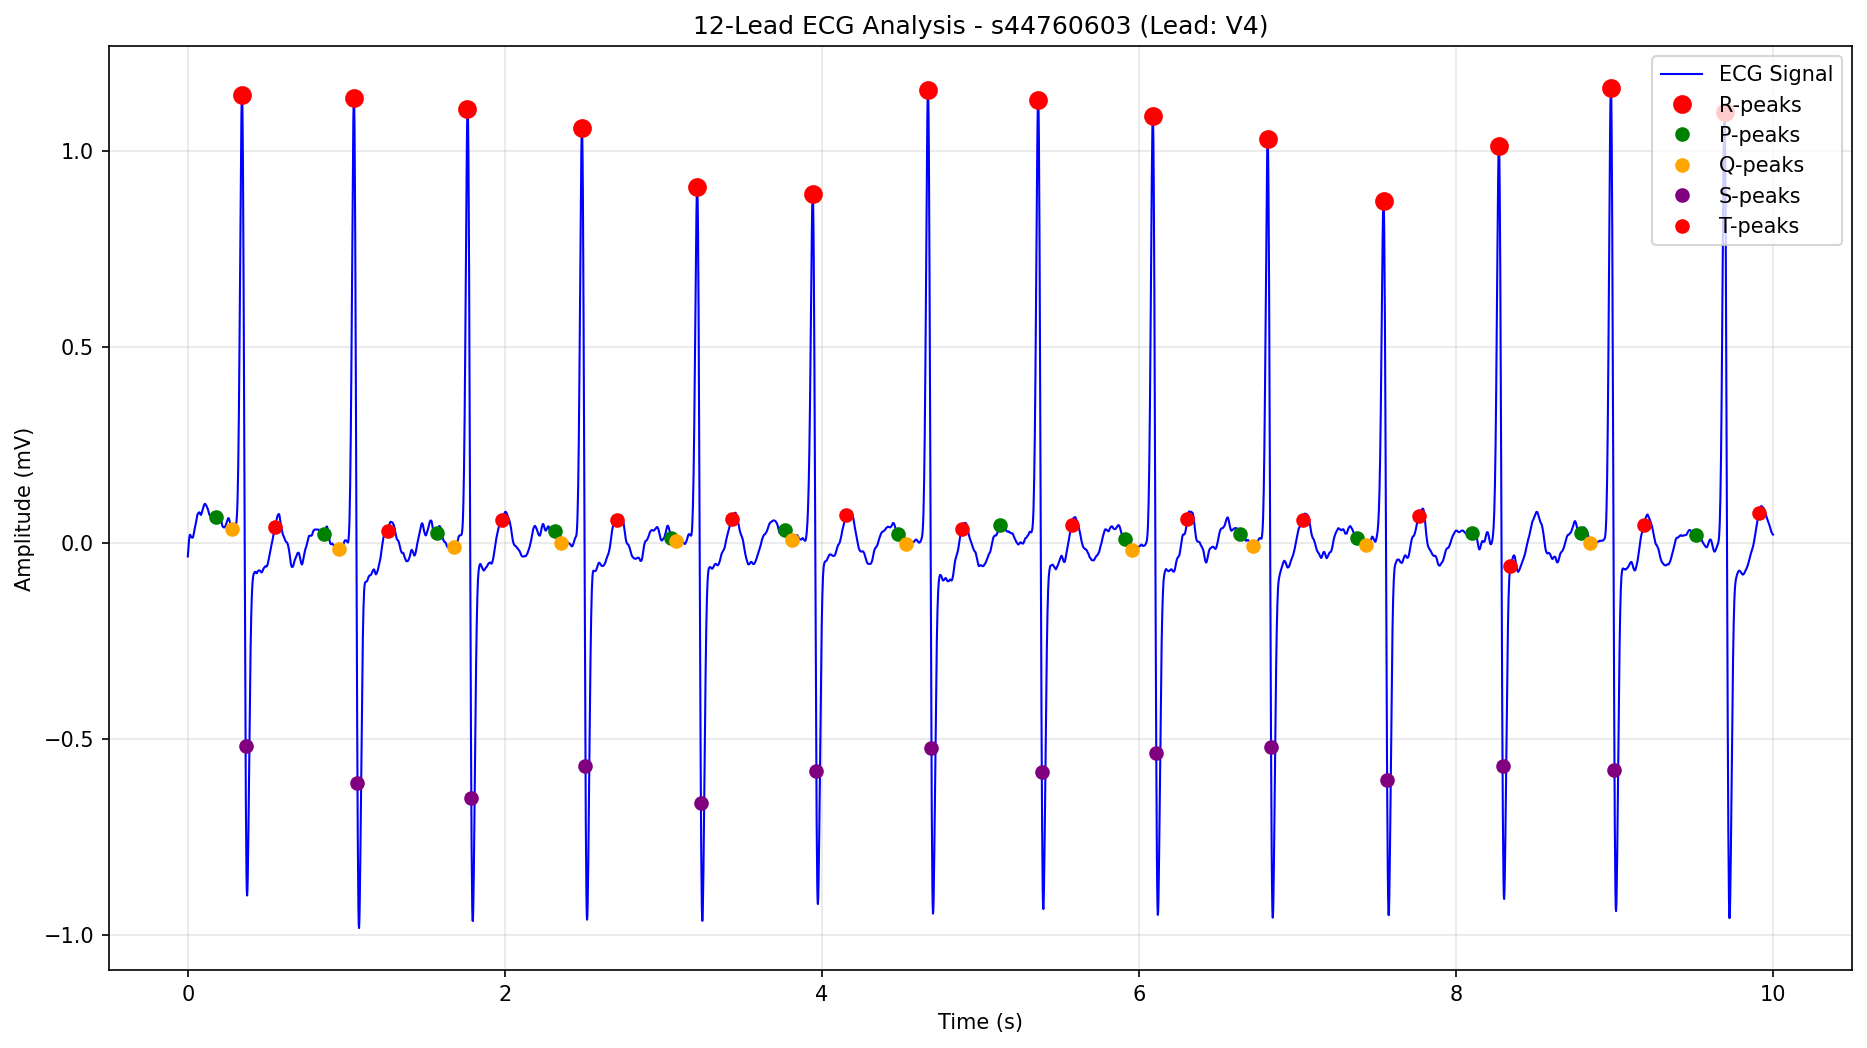 12-Lead ECG Analysis - s44760603 (Lead: V4)
ECG Signal
R-peaks
P-peaks
Q-peaks
S-peaks
T-peaks
Amplitude (mV)
1.0
0.5
0.0
−0.5
−1.0
0 2 4 6 8 10
Time (s)